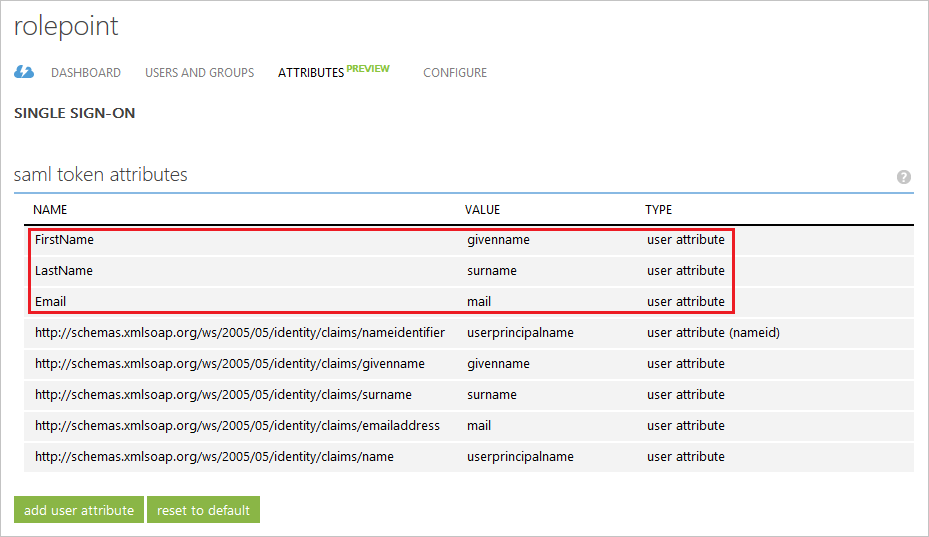 rolepoint
DASHBOARD USERS AND GROUPS ATTRIBUTES PREVIEW CONFIGURE
SINGLE SIGN-ON
saml token attributes ?
NAME VALUE TYPE
FirstName givenname user attribute
LastName surname user attribute
Email mail user attribute
http://schemas.xmlsoap.org/ws/2005/05/identity/claims/nameidentifier userprincipalname user attribute (nameid)
http://schemas.xmlsoap.org/ws/2005/05/identity/claims/givenname givenname user attribute
http://schemas.xmlsoap.org/ws/2005/05/identity/claims/surname surname user attribute
http://schemas.xmlsoap.org/ws/2005/05/identity/claims/emailaddress mail user attribute
http://schemas.xmlsoap.org/ws/2005/05/identity/claims/name userprincipalname user attribute
add user attribute reset to default